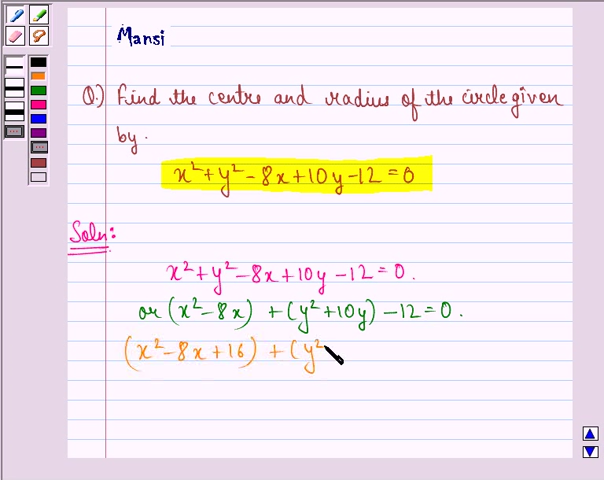 Mansi
Q.) Find the centre and radius of the circle given
by.
x² + y² - 8x + 10y - 12 = 0
Soln:
x² + y² - 8x + 10y - 12 = 0.
or (x² - 8x) + (y² + 10y) - 12 = 0.
(x² - 8x + 16) + (y²